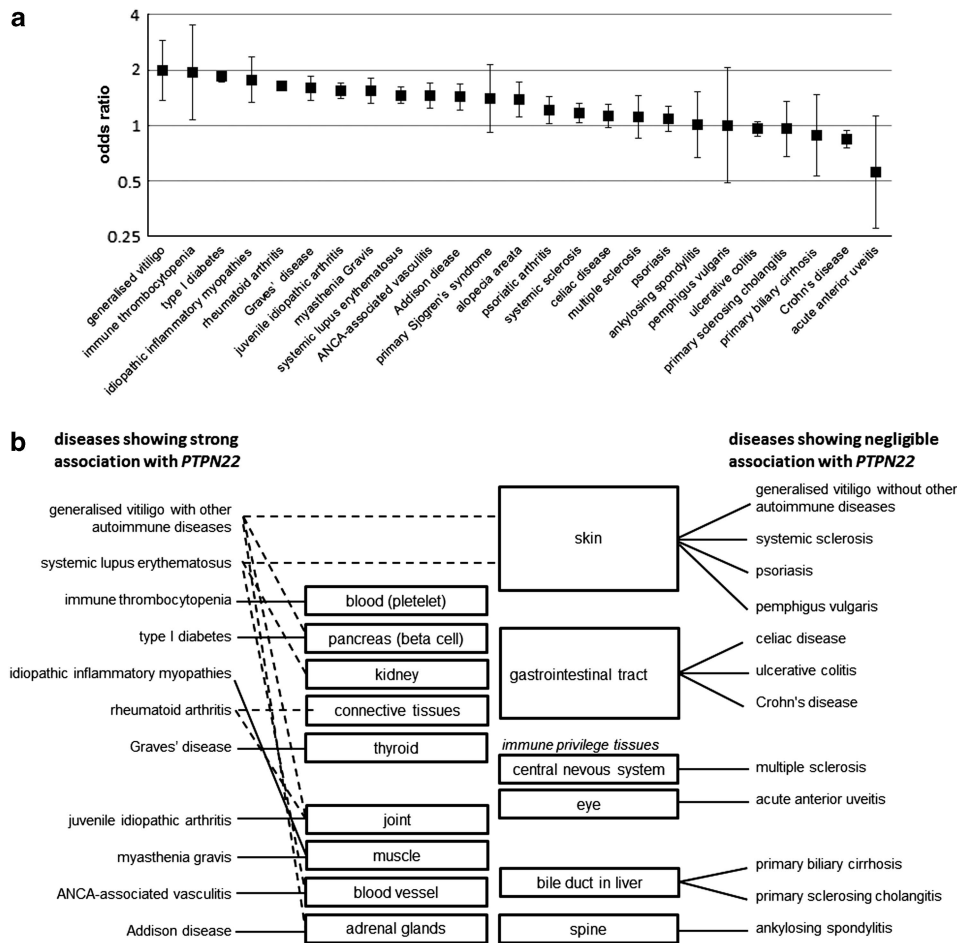 a
4
2
1
0.5
0.25
odds ratio
generalised vitiligo
immune thrombocytopenia
type I diabetes
idiopathic inflammatory myopathies
rheumatoid arthritis
Graves' disease
juvenile idiopathic arthritis
myasthenia Gravis
systemic lupus erythematosus
ANCA-associated vasculitis
Addison diease
primary Sjogren's syndrome
alopecia areata
psoriatic arthritis
systemic sclerosis
celiac disease
multiple sclerosis
psoriasis
ankylosing spondylitis
pemphigus vulgaris
ulcerative colitis
primary sclerosing cholangitis
primary biliary cirrhosis
Crohn's disease
acute anterior uveitis
b
diseases showing strong
association with PTPN22
generalised vitiligo with other
autoimmune diseases
systemic lupus erythematosus
immune thrombocytopenia
type I diabetes
idiopathic inflammatory myopathies
rheumatoid arthritis
Graves' disease
juvenile idiopathic arthritis
myasthenia gravis
ANCA-associated vasculitis
Addison disease
blood (pletelet)
pancreas (beta cell)
kidney
connective tissues
thyroid
joint
muscle
blood vessel
adrenal glands
skin
gastrointestinal tract
immune privilege tissues
central nevous system
eye
bile duct in liver
spine
diseases showing negligible
association with PTPN22
generalised vitiligo without other
autoimmune diseases
systemic sclerosis
psoriasis
pemphigus vulgaris
celiac disease
ulcerative colitis
Crohn's disease
multiple sclerosis
acute anterior uveitis
primary biliary cirrhosis
primary sclerosing cholangitis
ankylosing spondylitis